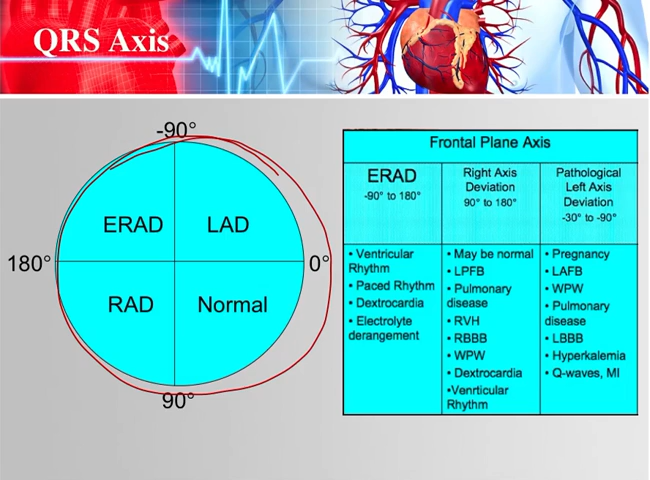 QRS Axis
-90°
ERAD
LAD
180°
0°
RAD
Normal
90°
Frontal Plane Axis
ERAD
-90° to 180°
Right Axis
Deviation
90° to 180°
Pathological
Left Axis
Deviation
-30° to -90°
• Ventricular
Rhythm
• Paced Rhythm
• Dextrocardia
• Electrolyte
derangement
• May be normal
• LPFB
• Pulmonary
disease
• RVH
• RBBB
• WPW
• Dextrocardia
•Venrticular
Rhythm
• Pregnancy
• LAFB
• WPW
• Pulmonary
disease
• LBBB
• Hyperkalemia
• Q-waves, MI